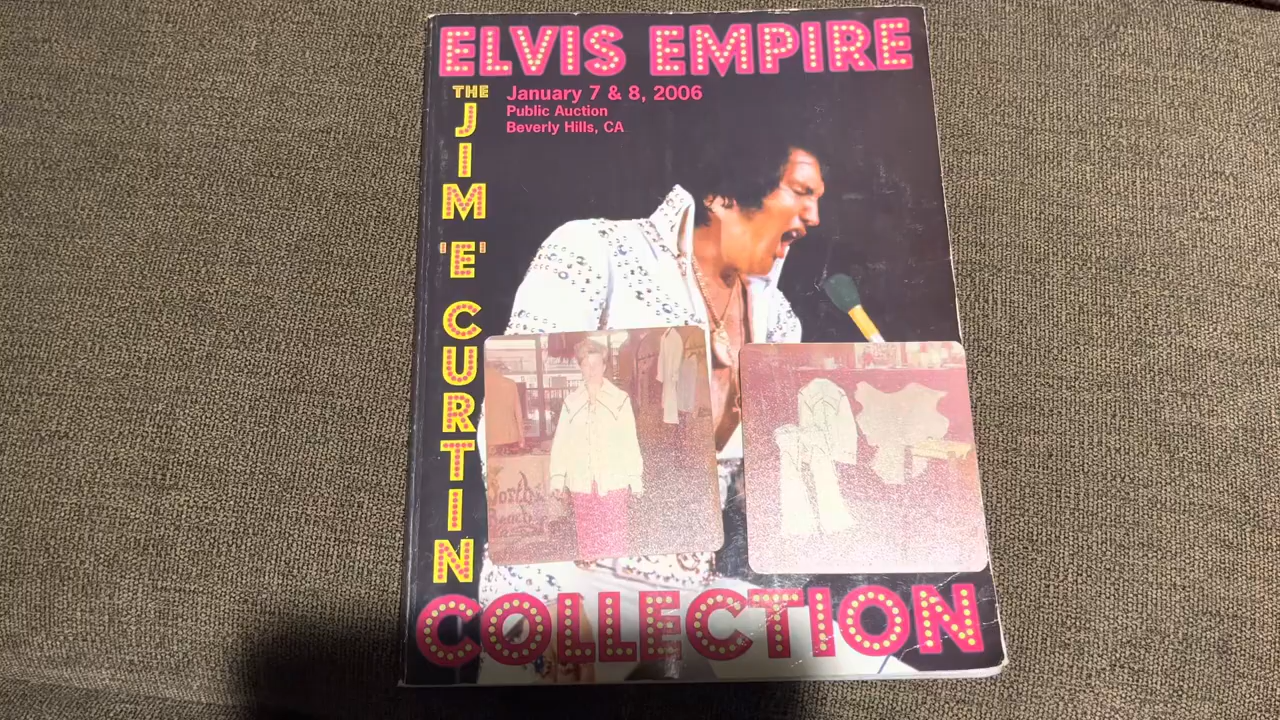 ELVIS EMPIRE
January 7 & 8, 2006
Public Auction
Beverly Hills, CA
THE
JIM
'E'
CURTIN
COLLECTION